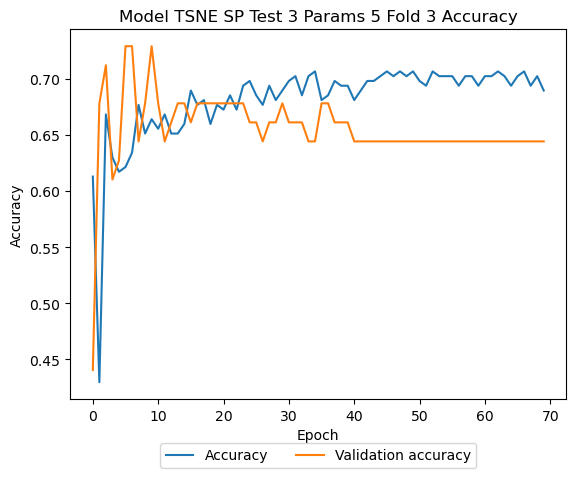 Model TSNE SP Test 3 Params 5 Fold 3 Accuracy
0.70
0.65
0.60
0.55
0.50
0.45
Accuracy
0 10 20 30 40 50 60 70
Epoch
Accuracy Validation accuracy